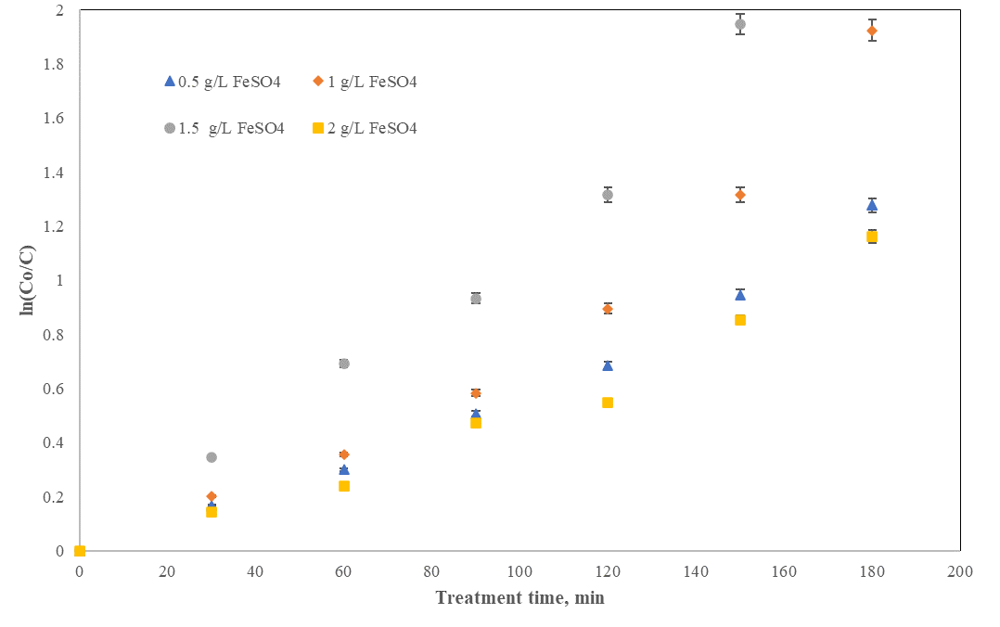 2
1.8
0.5 g/L FeSO4 1 g/L FeSO4
1.6
1.5 g/L FeSO4 2 g/L FeSO4
1.4
1.2
1
0.8
0.6
0.4
0.2
0
ln(Co/C)
0 20 40 60 80 100 120 140 160 180 200
Treatment time, min